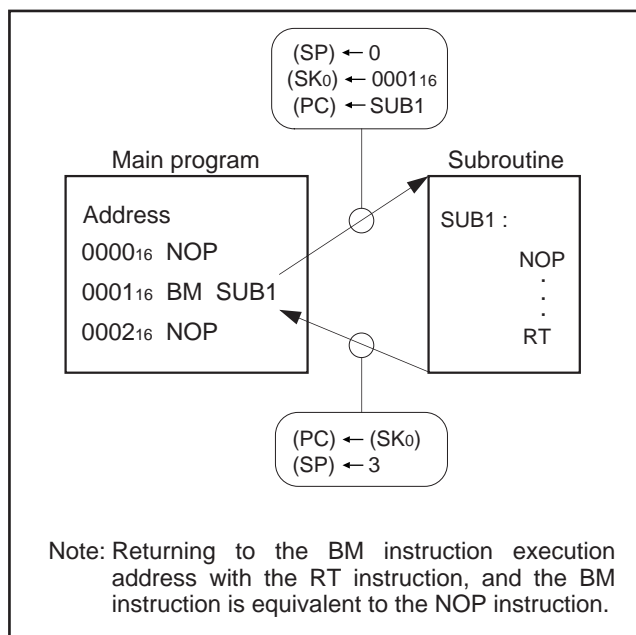 (SP) ← 0
(SK₀) ← 0001₁₆
(PC) ← SUB1
Main program
Subroutine
Address
0000₁₆ NOP
0001₁₆ BM SUB1
0002₁₆ NOP
SUB1 :
NOP
.
.
.
RT
(PC) ← (SK₀)
(SP) ← 3
Note: Returning to the BM instruction execution
address with the RT instruction, and the BM
instruction is equivalent to the NOP instruction.